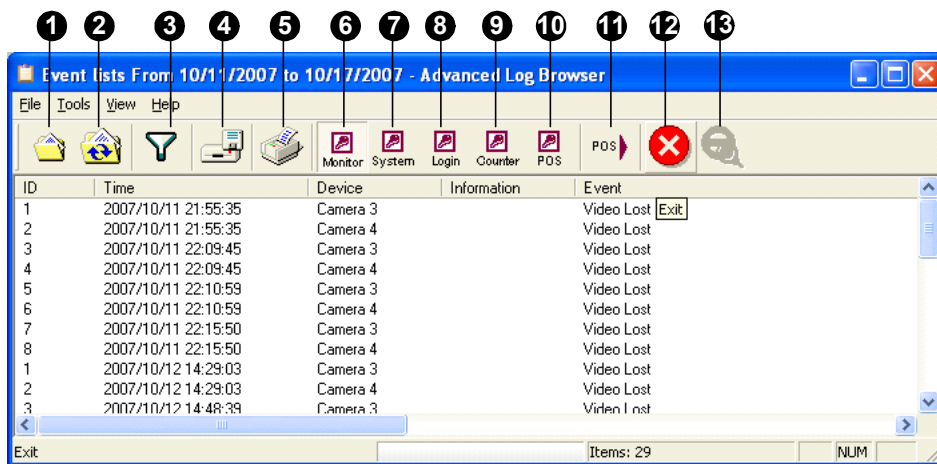 1 2 3 4 5 6 7 8 9 10 11 12 13
Event lists From 10/11/2007 to 10/17/2007 - Advanced Log Browser
File Tools View Help
Monitor System Login Counter POS POS
ID Time Device Information Event
1 2007/10/11 21:55:35 Camera 3 Video Lost Exit
2 2007/10/11 21:55:35 Camera 4 Video Lost
3 2007/10/11 22:09:45 Camera 3 Video Lost
4 2007/10/11 22:09:45 Camera 4 Video Lost
5 2007/10/11 22:10:59 Camera 3 Video Lost
6 2007/10/11 22:10:59 Camera 4 Video Lost
7 2007/10/11 22:15:50 Camera 3 Video Lost
8 2007/10/11 22:15:50 Camera 4 Video Lost
1 2007/10/12 14:29:03 Camera 3 Video Lost
2 2007/10/12 14:29:03 Camera 4 Video Lost
3 2007/10/12 14:48:39 Camera 3 Video Lost
Exit Items: 29 NUM